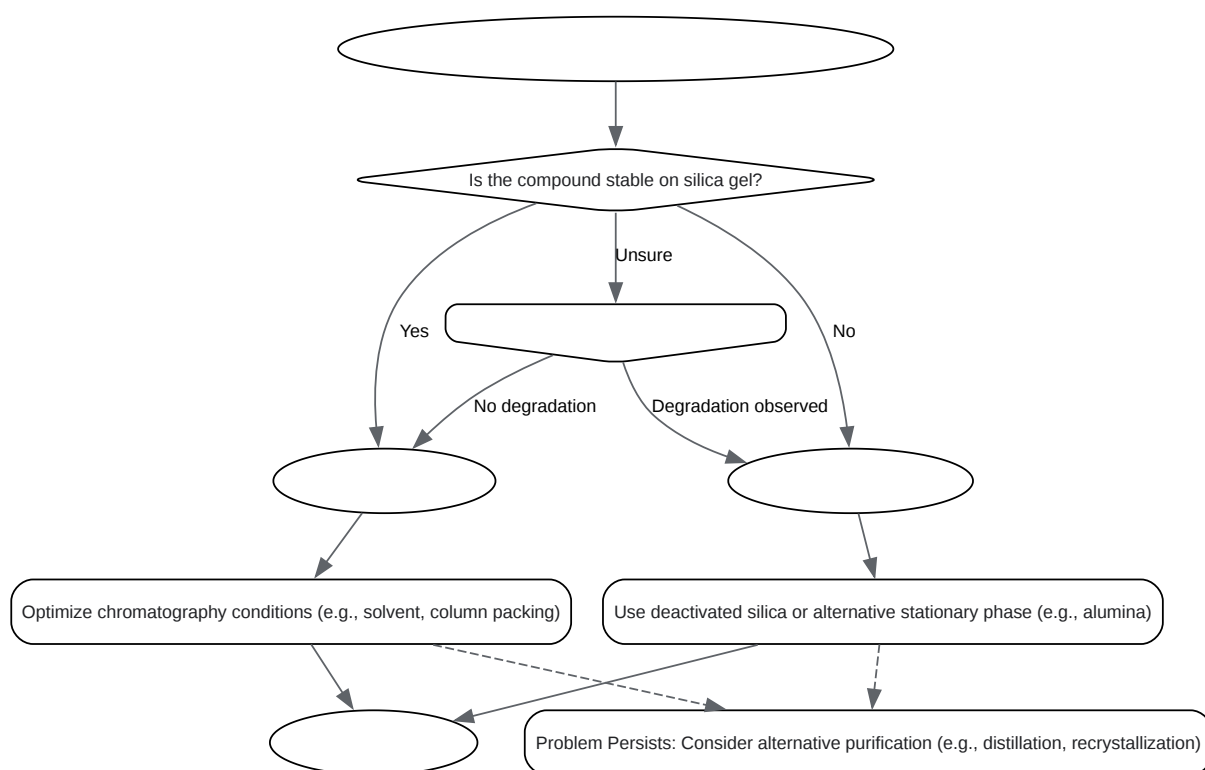 Is the compound stable on silica gel?
Unsure
Yes
No
No degradation
Degradation observed
Optimize chromatography conditions (e.g., solvent, column packing)
Use deactivated silica or alternative stationary phase (e.g., alumina)
Problem Persists: Consider alternative purification (e.g., distillation, recrystallization)